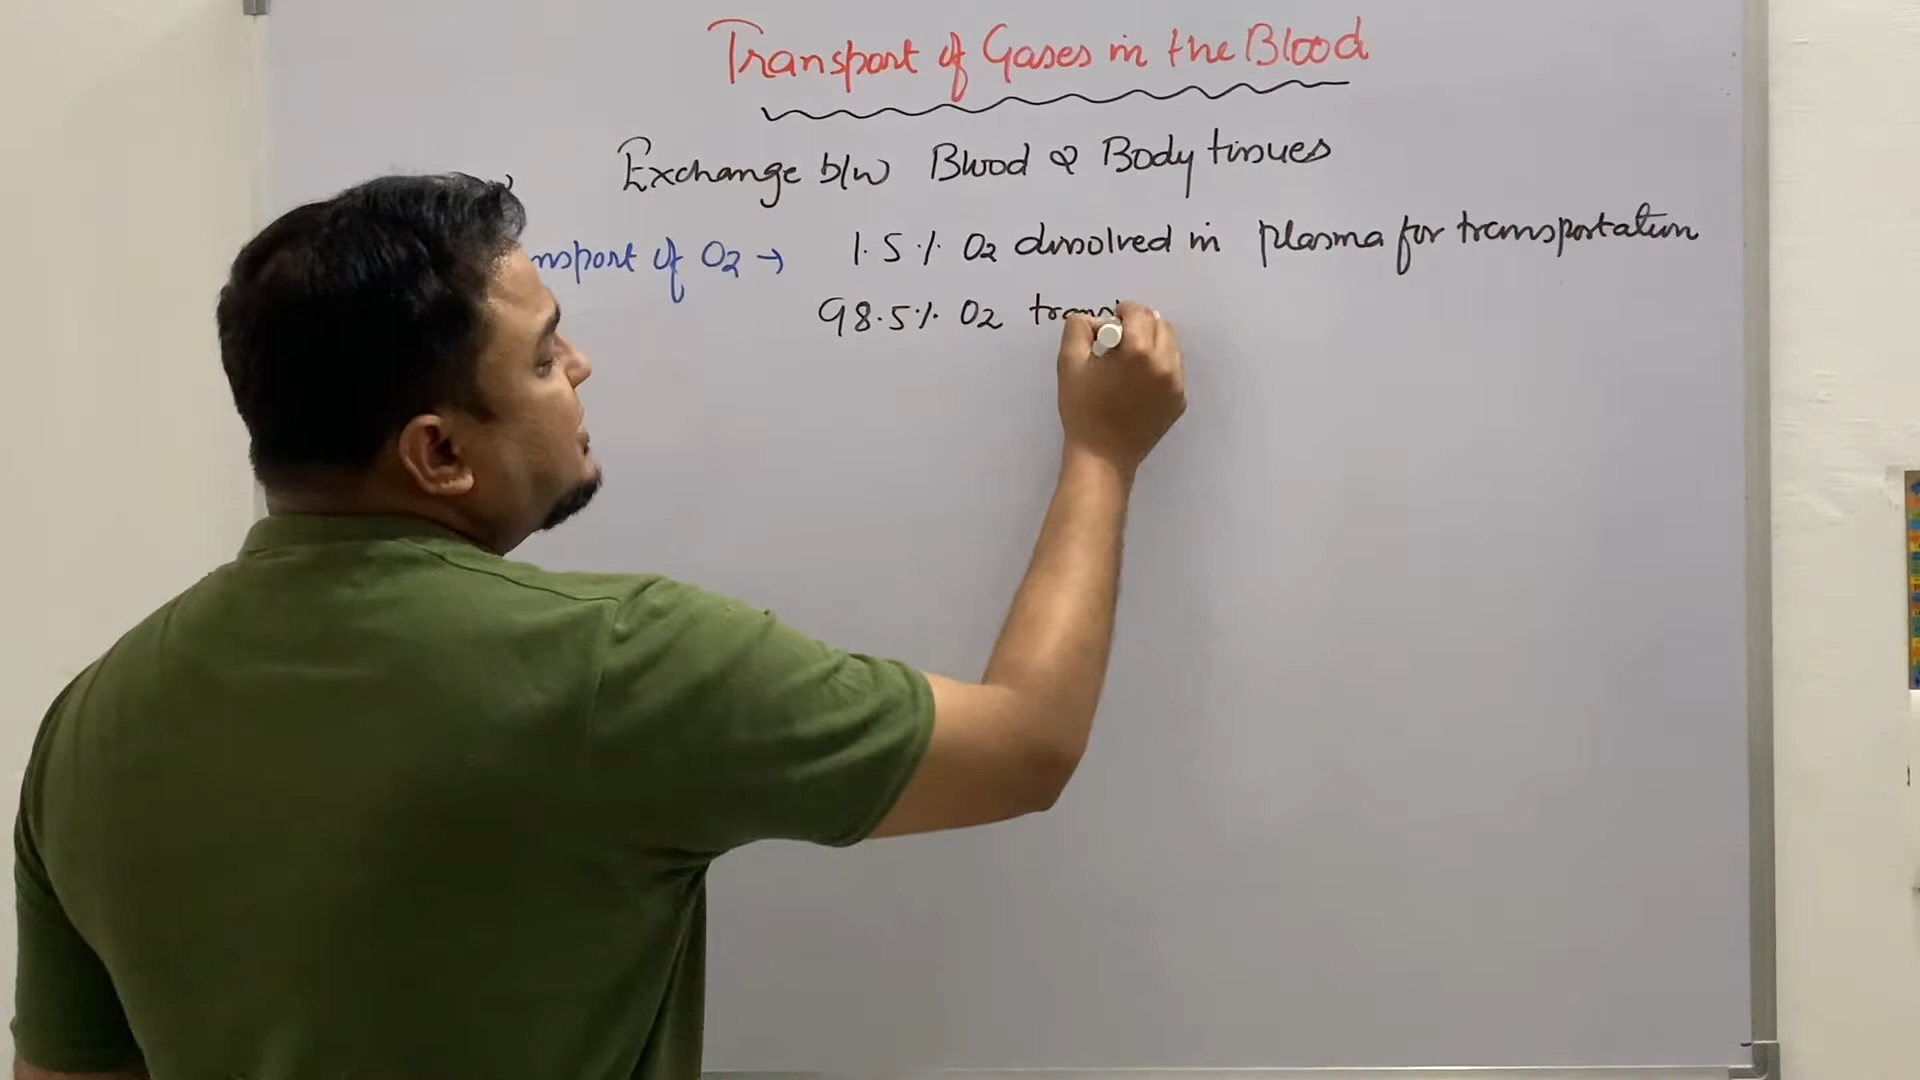 Transport of Gases in the Blood
Exchange b/w Blood & Body tissues
nsport of O2 → 1.5% O2 dissolved in plasma for transportation
98.5% O2 trans